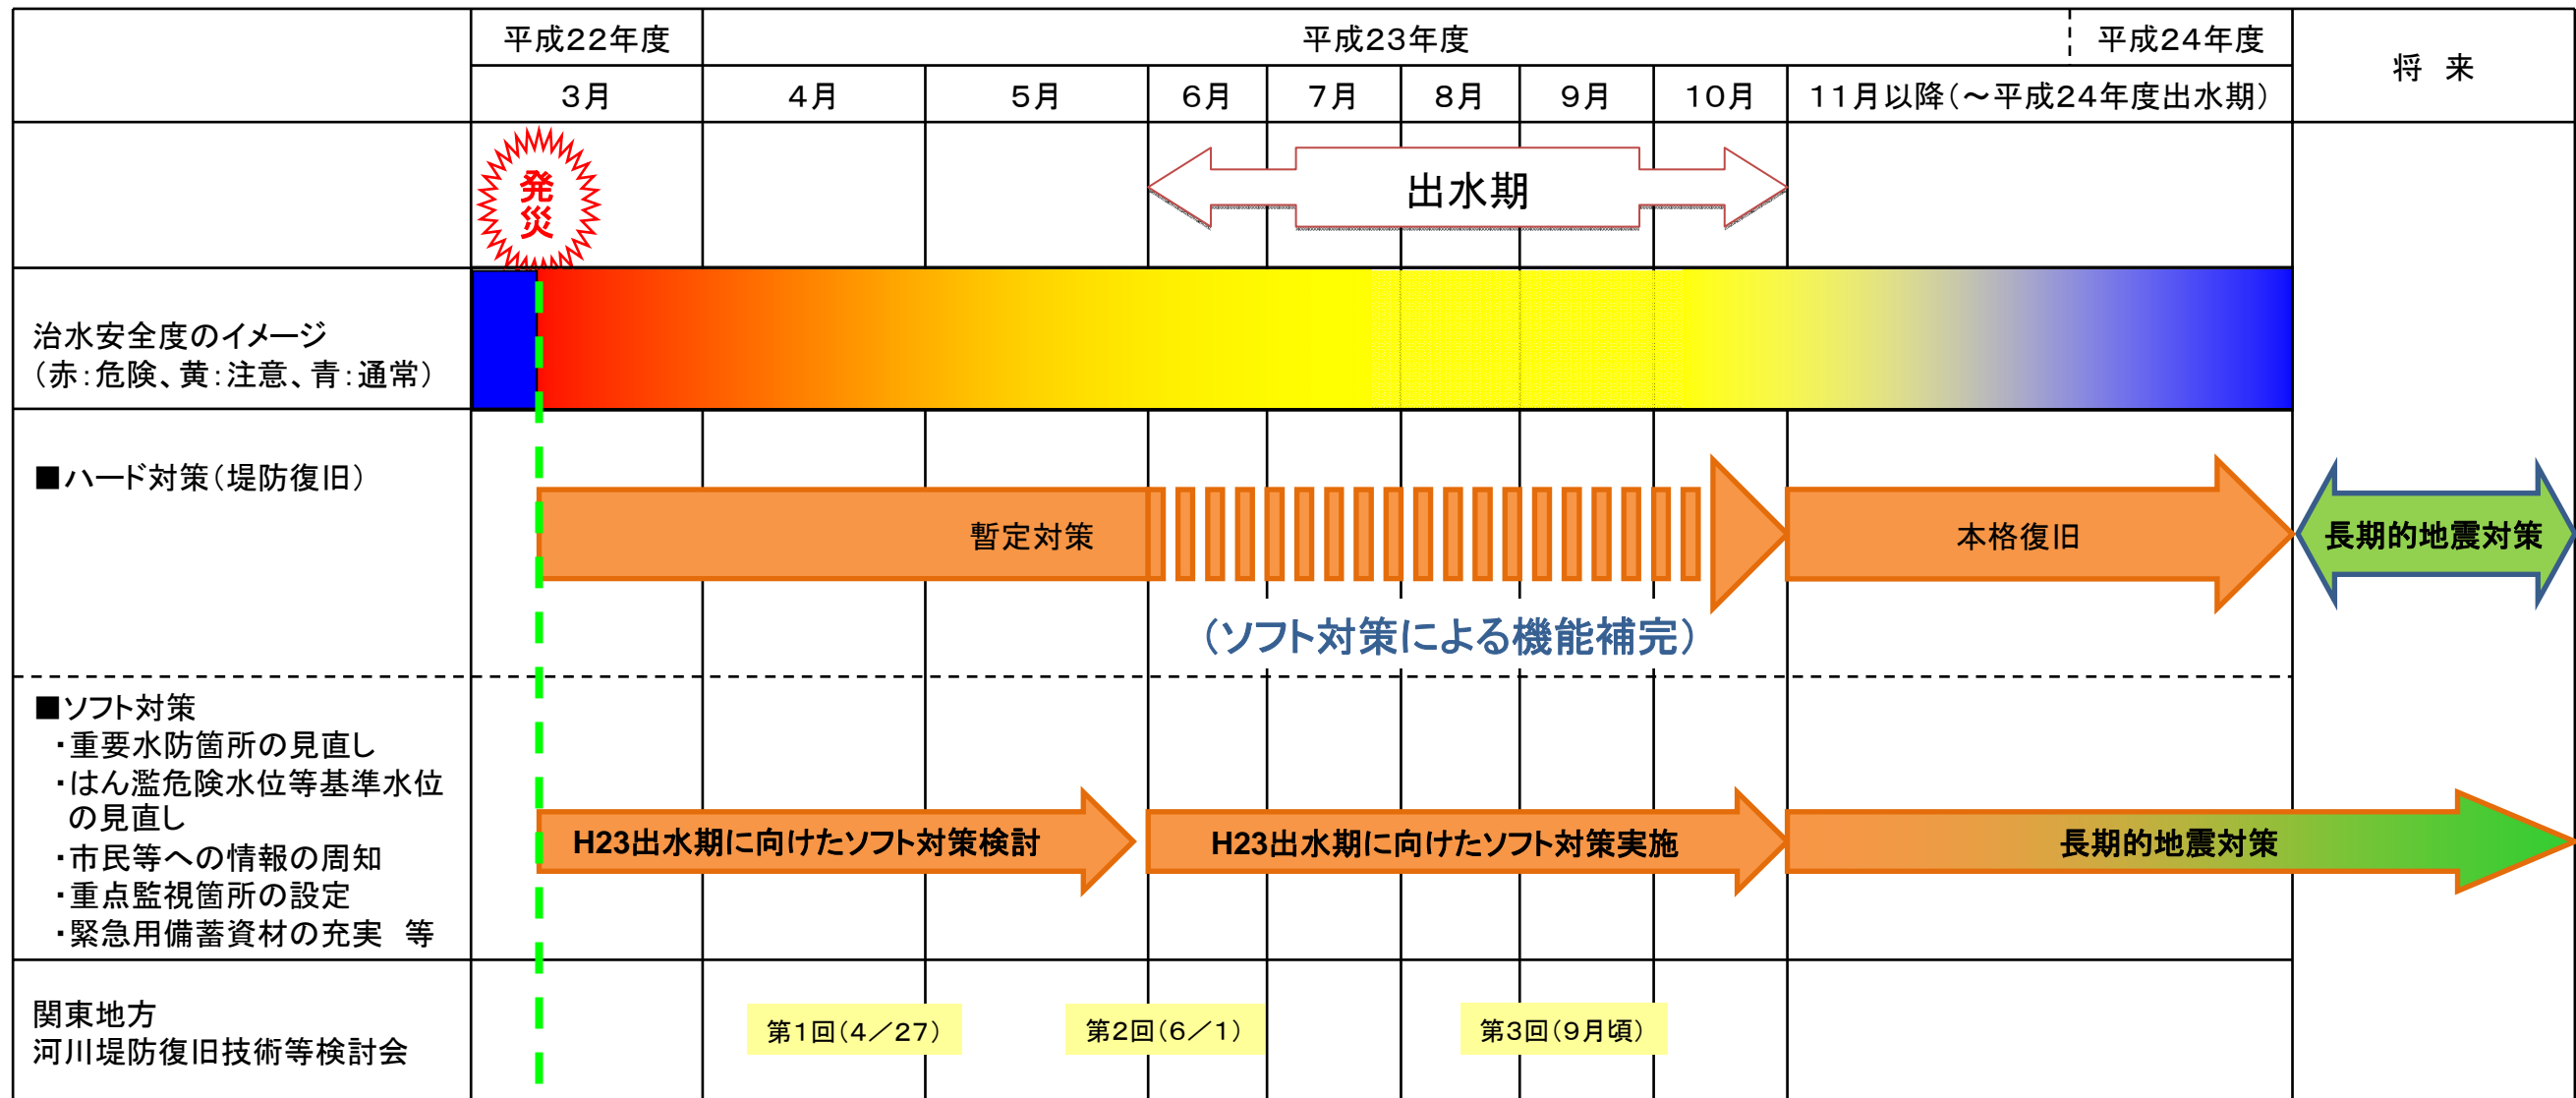 平成22年度
平成23年度
平成24年度
将 来
3月
4月
5月
6月
7月
8月
9月
10月
11月以降(～平成24年度出水期)
発
災
出水期
治水安全度のイメージ
(赤:危険、黄:注意、青:通常)
■ハード対策(堤防復旧)
暫定対策
本格復旧
長期的地震対策
(ソフト対策による機能補完)
■ソフト対策
・重要水防箇所の見直し
・はん濫危険水位等基準水位
の見直し
・市民等への情報の周知
・重点監視箇所の設定
・緊急用備蓄資材の充実 等
H23出水期に向けたソフト対策検討
H23出水期に向けたソフト対策実施
長期的地震対策
関東地方
河川堤防復旧技術等検討会
第1回(4/27)
第2回(6/1)
第3回(9月頃)